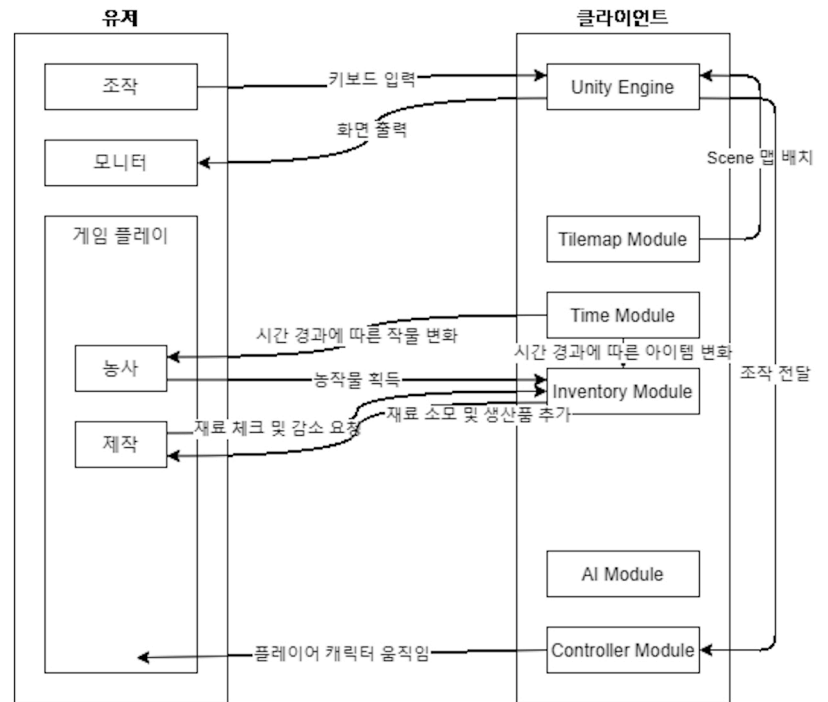 유저
클라이언트
조작
키보드 입력
Unity Engine
화면 출력
모니터
Scene 맵 배치
게임 플레이
Tilemap Module
Time Module
시간 경과에 따른 작물 변화
시간 경과에 따른 아이템 변화
농사
농작물 획득
Inventory Module
조작 전달
재료 체크 및 감소 요청
재료 소모 및 생산품 추가
제작
AI Module
플레이어 캐릭터 움직임
Controller Module